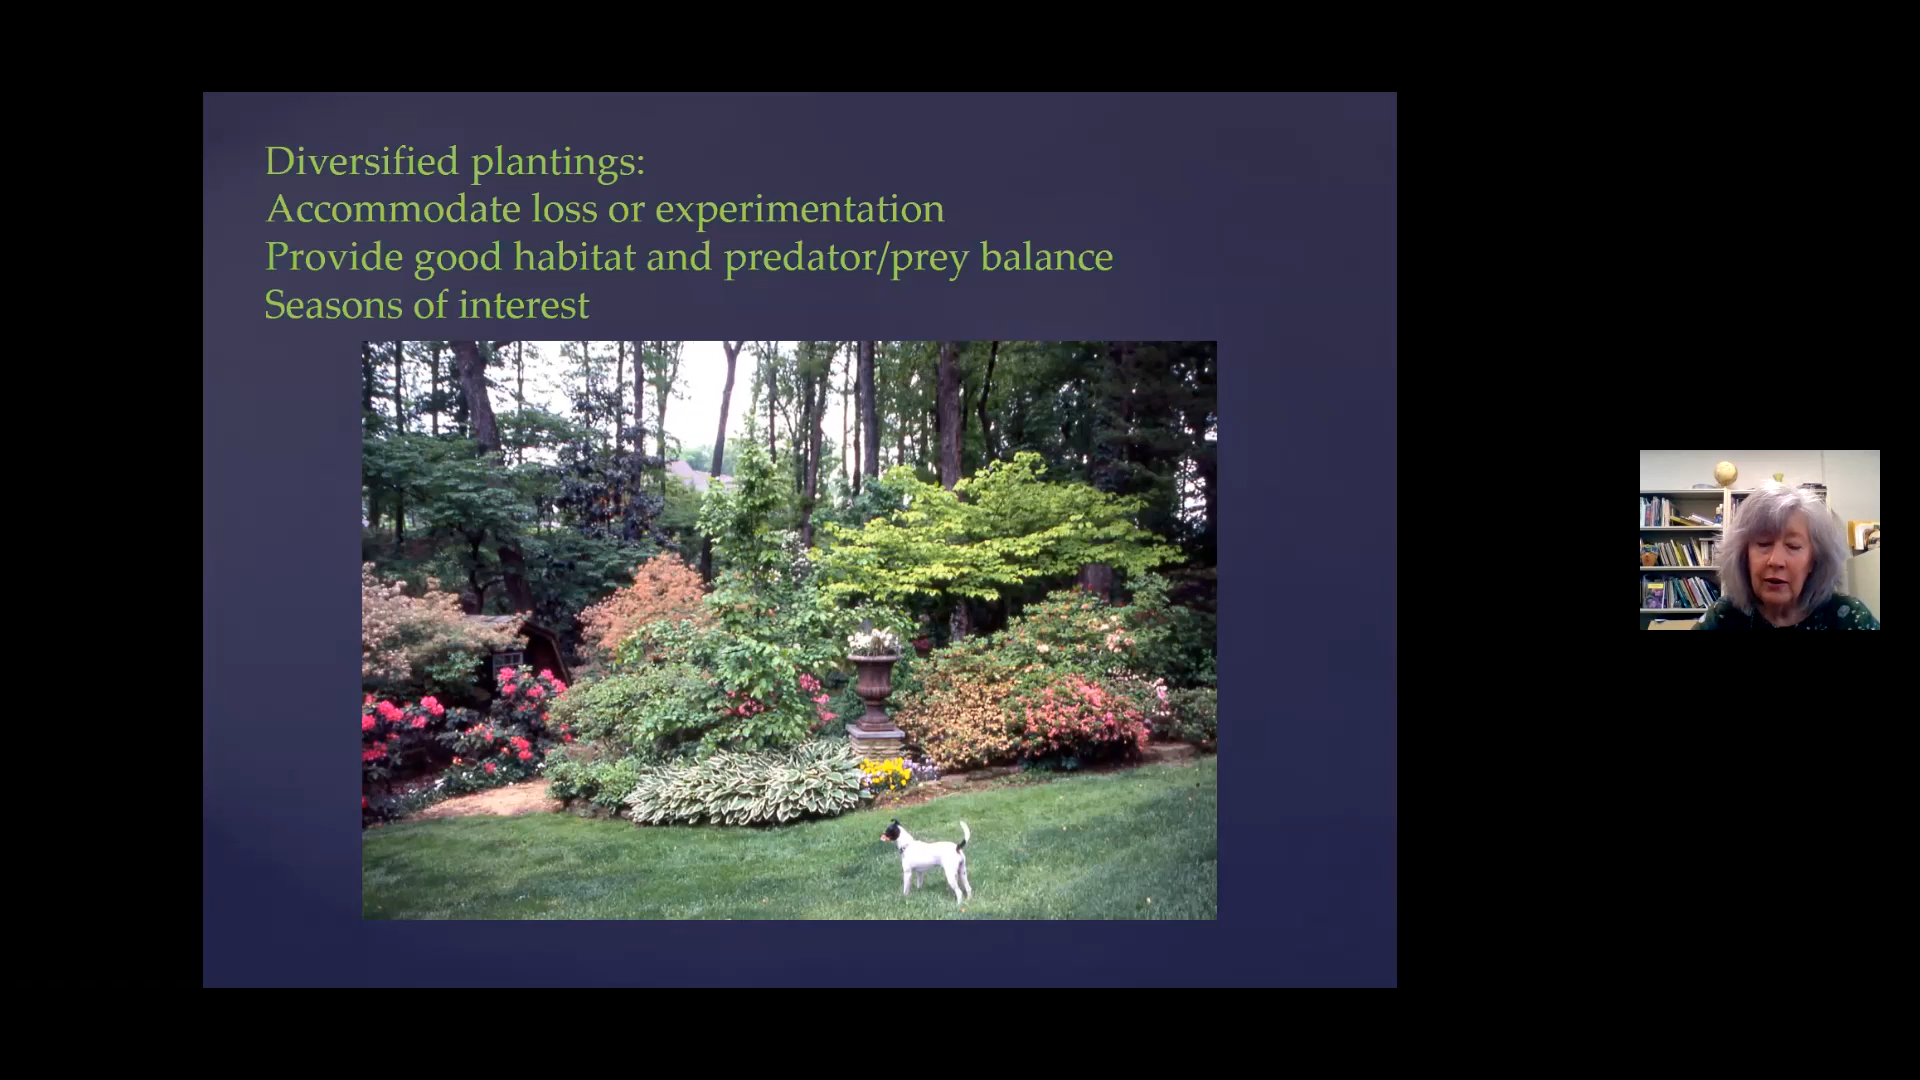 Diversified plantings:
Accommodate loss or experimentation
Provide good habitat and predator/prey balance
Seasons of interest